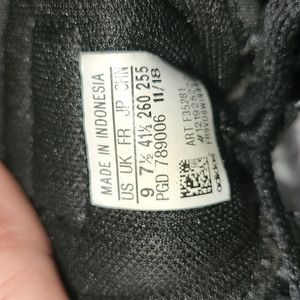 MADE IN INDONESIA
US UK FR JP CHN
9 7½ 41⅓ 260 255
PGD 789006 11/18
ART F35281
adidas